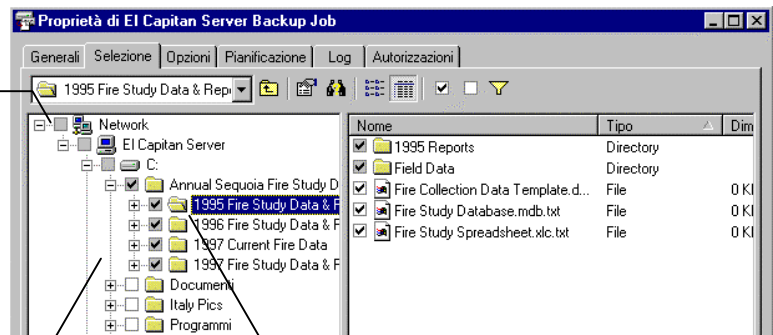 Proprietà di El Capitan Server Backup Job
Generali Selezione Opzioni Pianificazione Log Autorizzazioni
1995 Fire Study Data & Rep
Network
El Capitan Server
C:
Annual Sequoia Fire Study D
1995 Fire Study Data & F
1996 Fire Study Data & F
1997 Current Fire Data
1997 Fire Study Data & F
Documenti
Italy Pics
Programmi
Nome Tipo Dim
1995 Reports Directory
Field Data Directory
Fire Collection Data Template.d... File 0 KI
Fire Study Database.mdb.txt File 0 KI
Fire Study Spreadsheet.xlc.txt File 0 KI